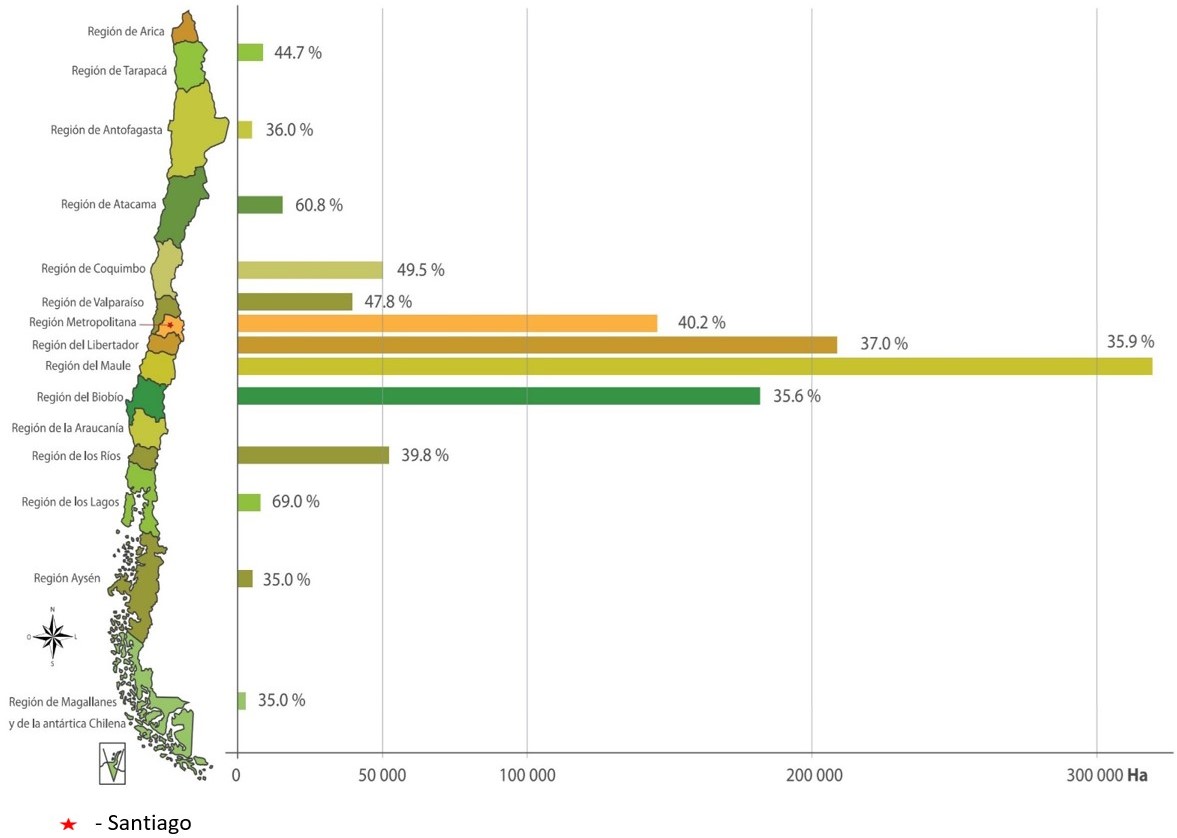 Región de Arica
44.7 %
Región de Tarapacá
Región de Antofagasta
36.0 %
Región de Atacama
60.8 %
Región de Coquimbo
49.5 %
Región de Valparaíso
47.8 %
Región Metropolitana
40.2 %
Región del Libertador
37.0 %
35.9 %
Región del Maule
Región del Biobío
35.6 %
Región de la Araucanía
Región de los Ríos
39.8 %
Región de los Lagos
69.0 %
Región Aysén
35.0 %
N
O
L
S
Región de Magallanes
y de la antártica Chilena
35.0 %
0
50 000
100 000
200 000
300 000 Ha
- Santiago